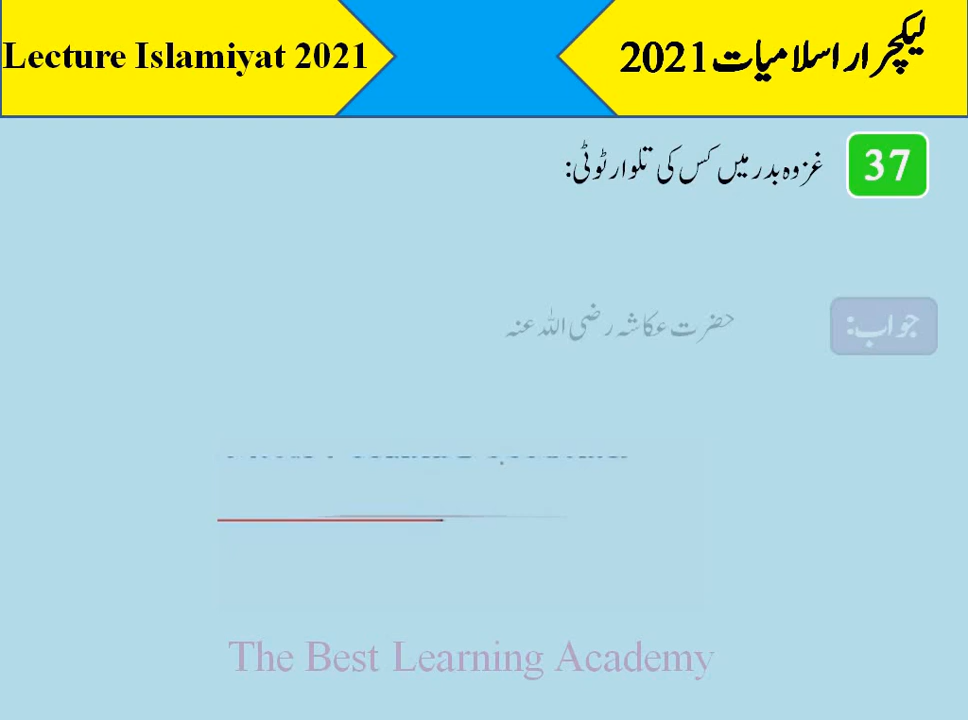 Lecture Islamiyat 2021
لیکچرار اسلامیات 2021
37 غزوہ بدر میں کس کی تلوار ٹوٹی:
جواب: حضرت عکاشہ رضی اللہ عنہ
The Best Learning Academy